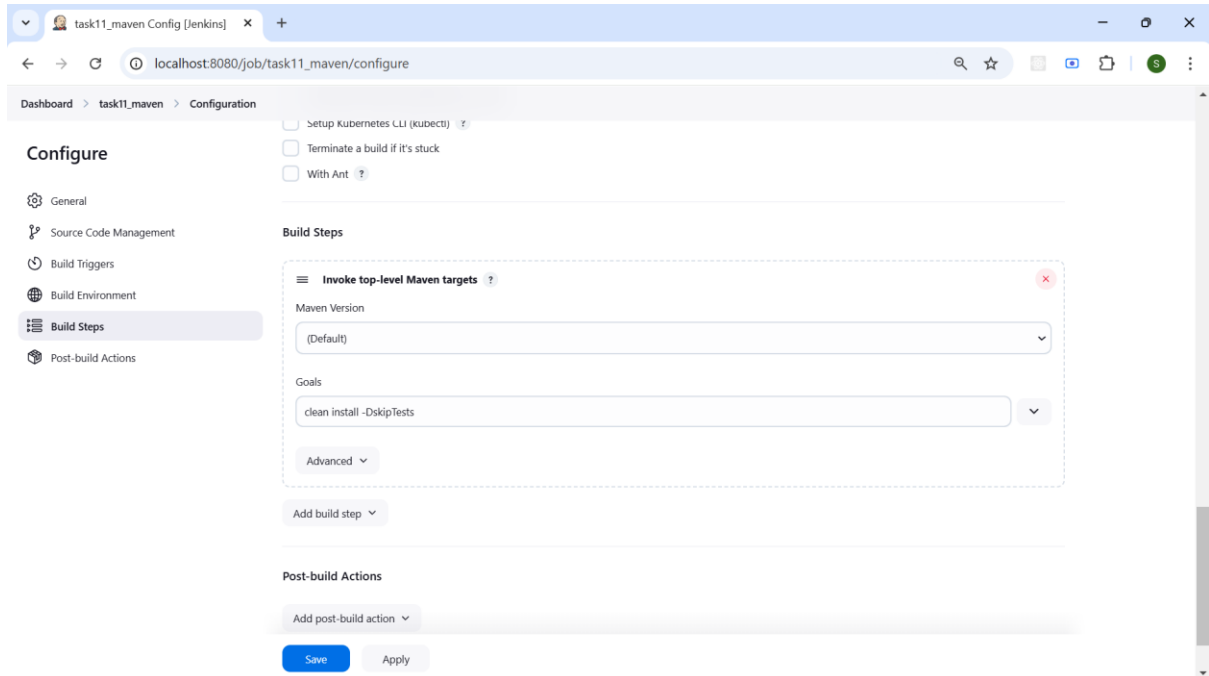 task11_maven Config [Jenkins]
localhost:8080/job/task11_maven/configure
S
Dashboard > task11_maven > Configuration
Configure
General
Source Code Management
Build Triggers
Build Environment
Build Steps
Post-build Actions
Setup Kubernetes CLI (kubectl) ?
Terminate a build if it's stuck
With Ant ?
Build Steps
Invoke top-level Maven targets ?
Maven Version
(Default)
Goals
clean install -DskipTests
Advanced
Add build step
Post-build Actions
Add post-build action
Save Apply